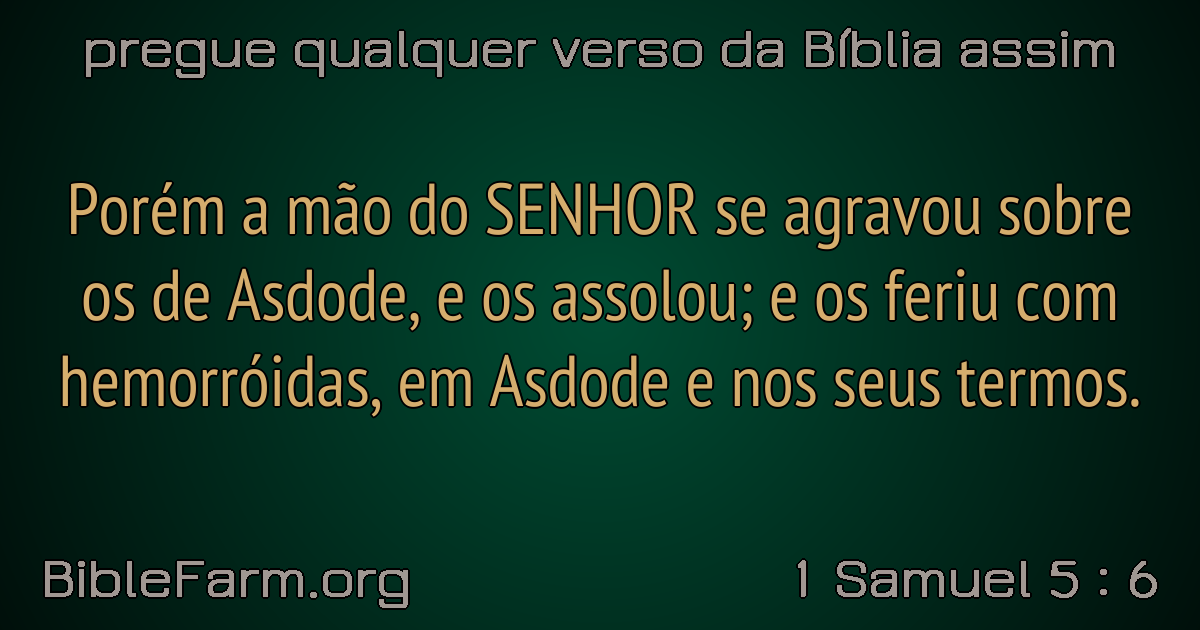 pregue qualquer verso da Bíblia assim
Porém a mão do SENHOR se agravou sobre
os de Asdode, e os assolou; e os feriu com
hemorróidas, em Asdode e nos seus termos.
BibleFarm.org
1 Samuel 5 : 6